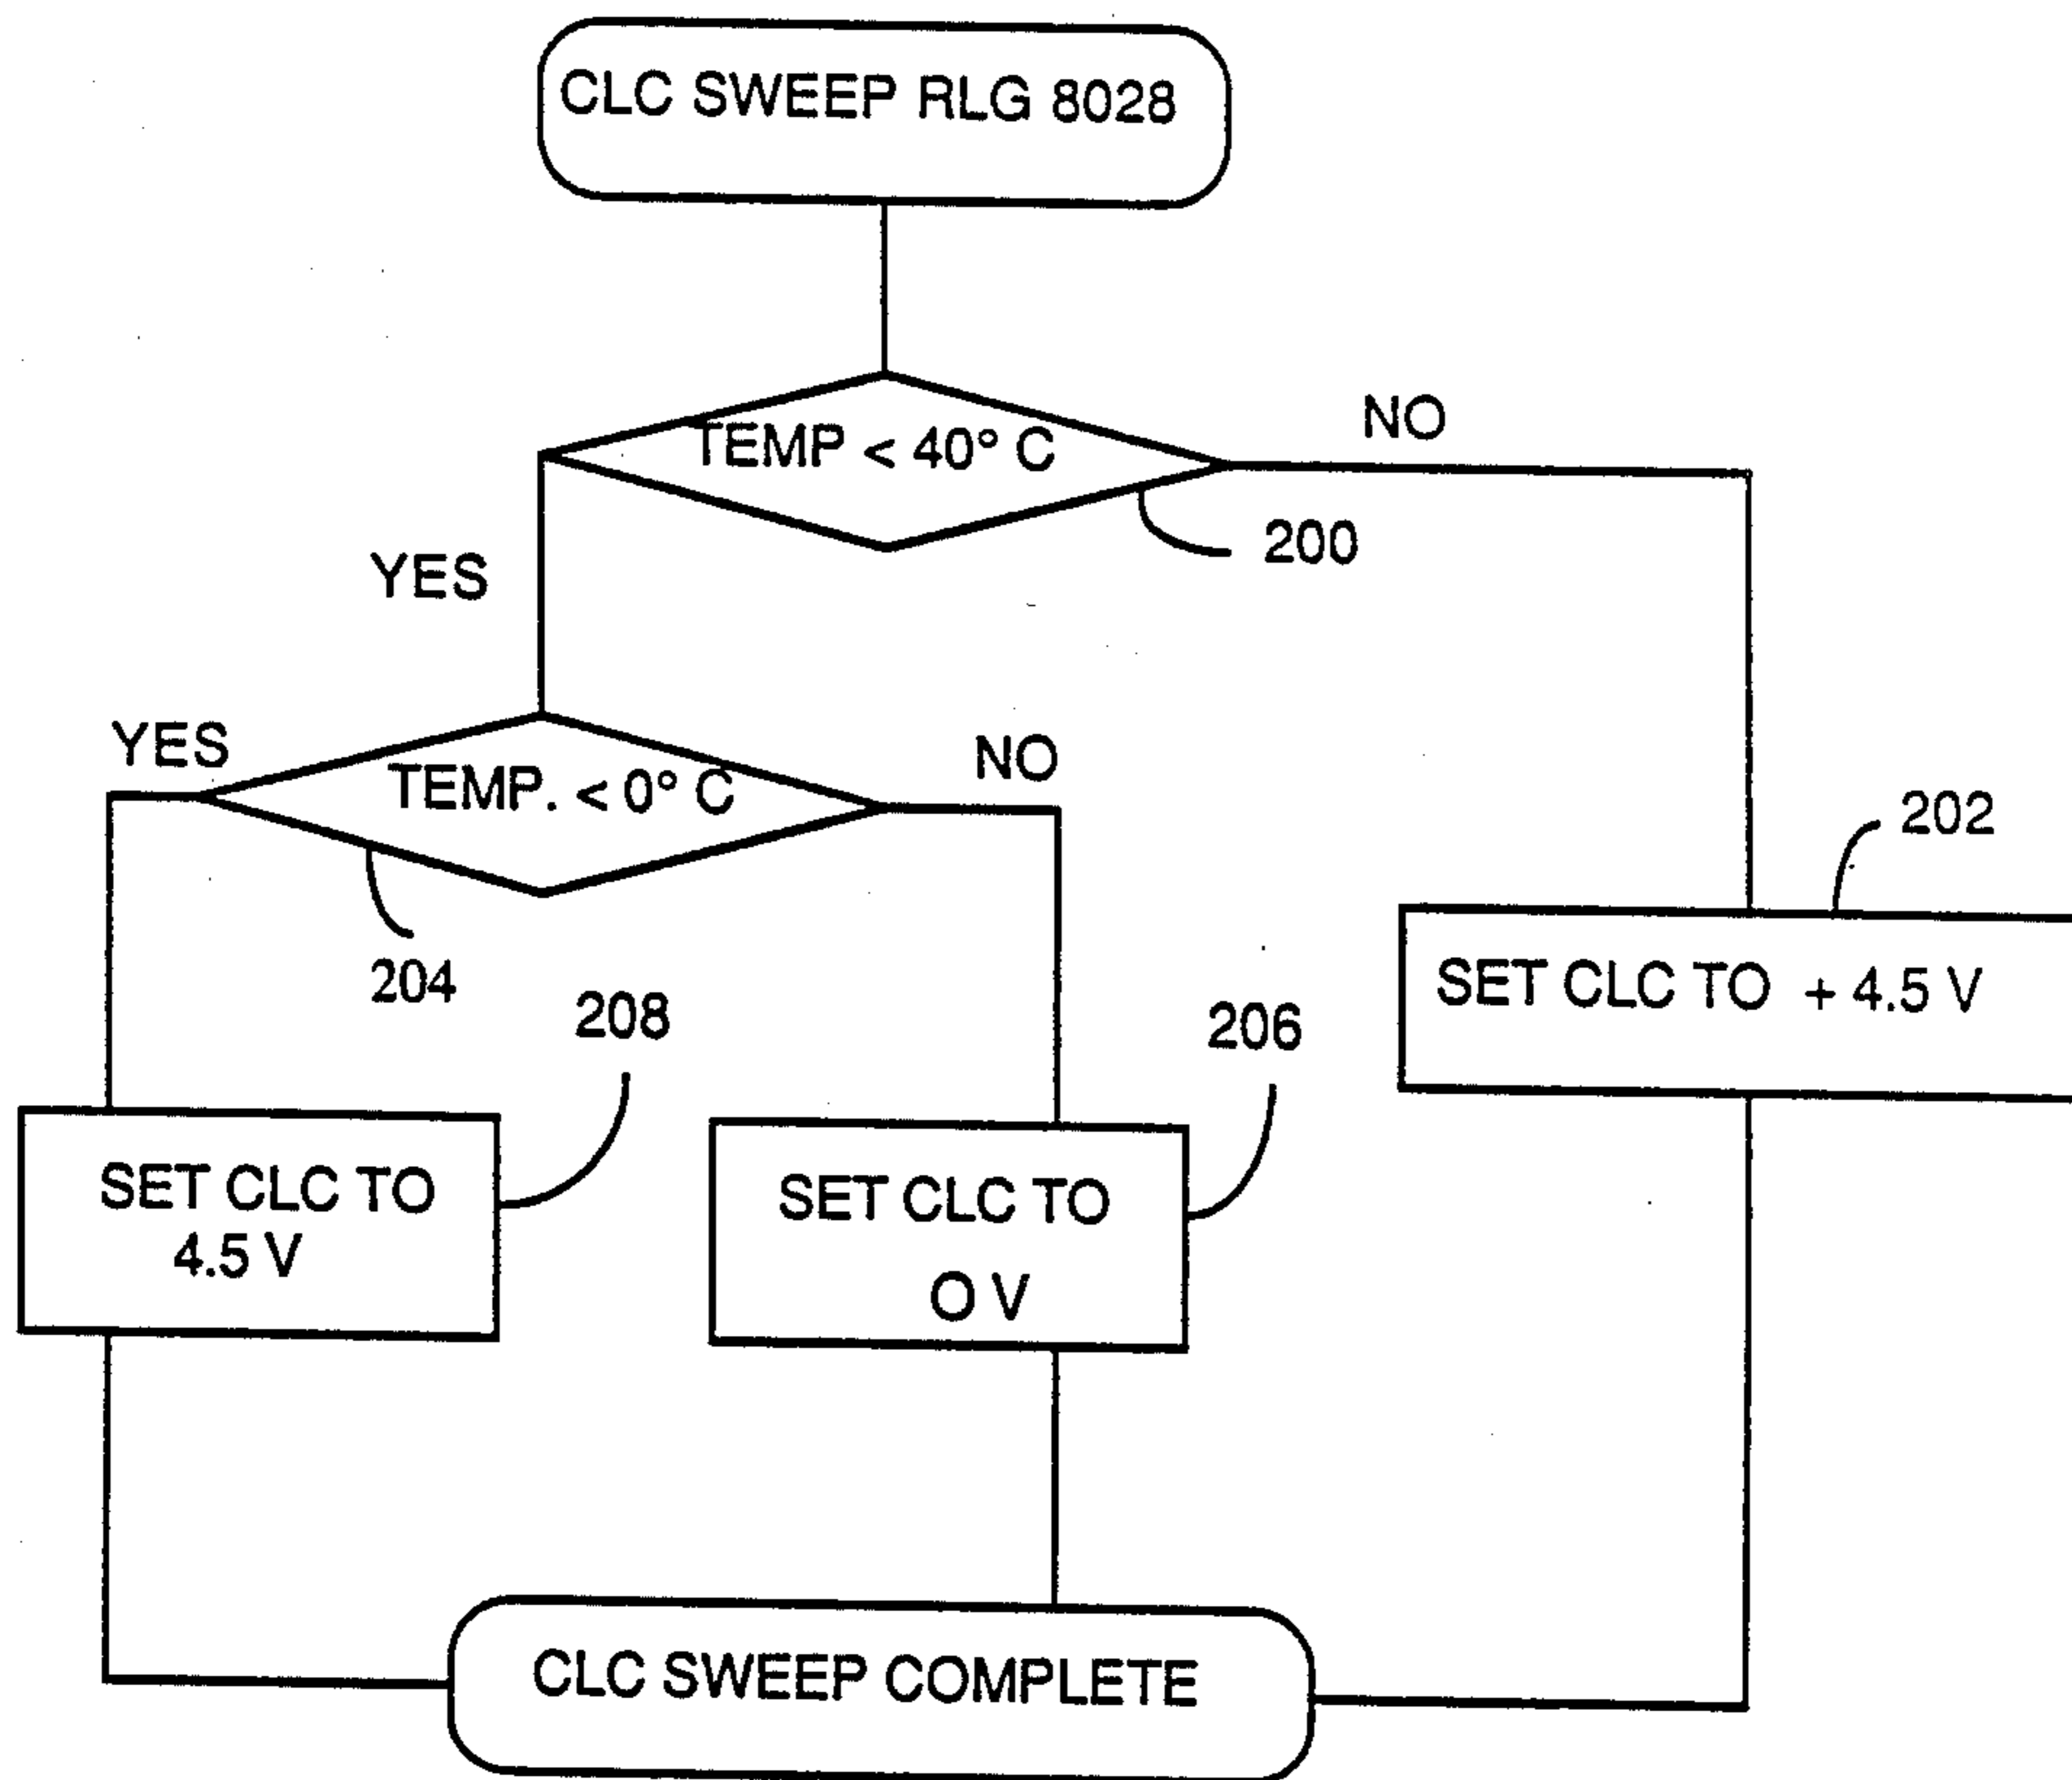 CLC SWEEP RLG 8028
TEMP < 40° C
NO
200
YES
YES
TEMP. < 0° C
NO
202
204
208
206
SET CLC TO + 4.5 V
SET CLC TO
4.5 V
SET CLC TO
O V
CLC SWEEP COMPLETE